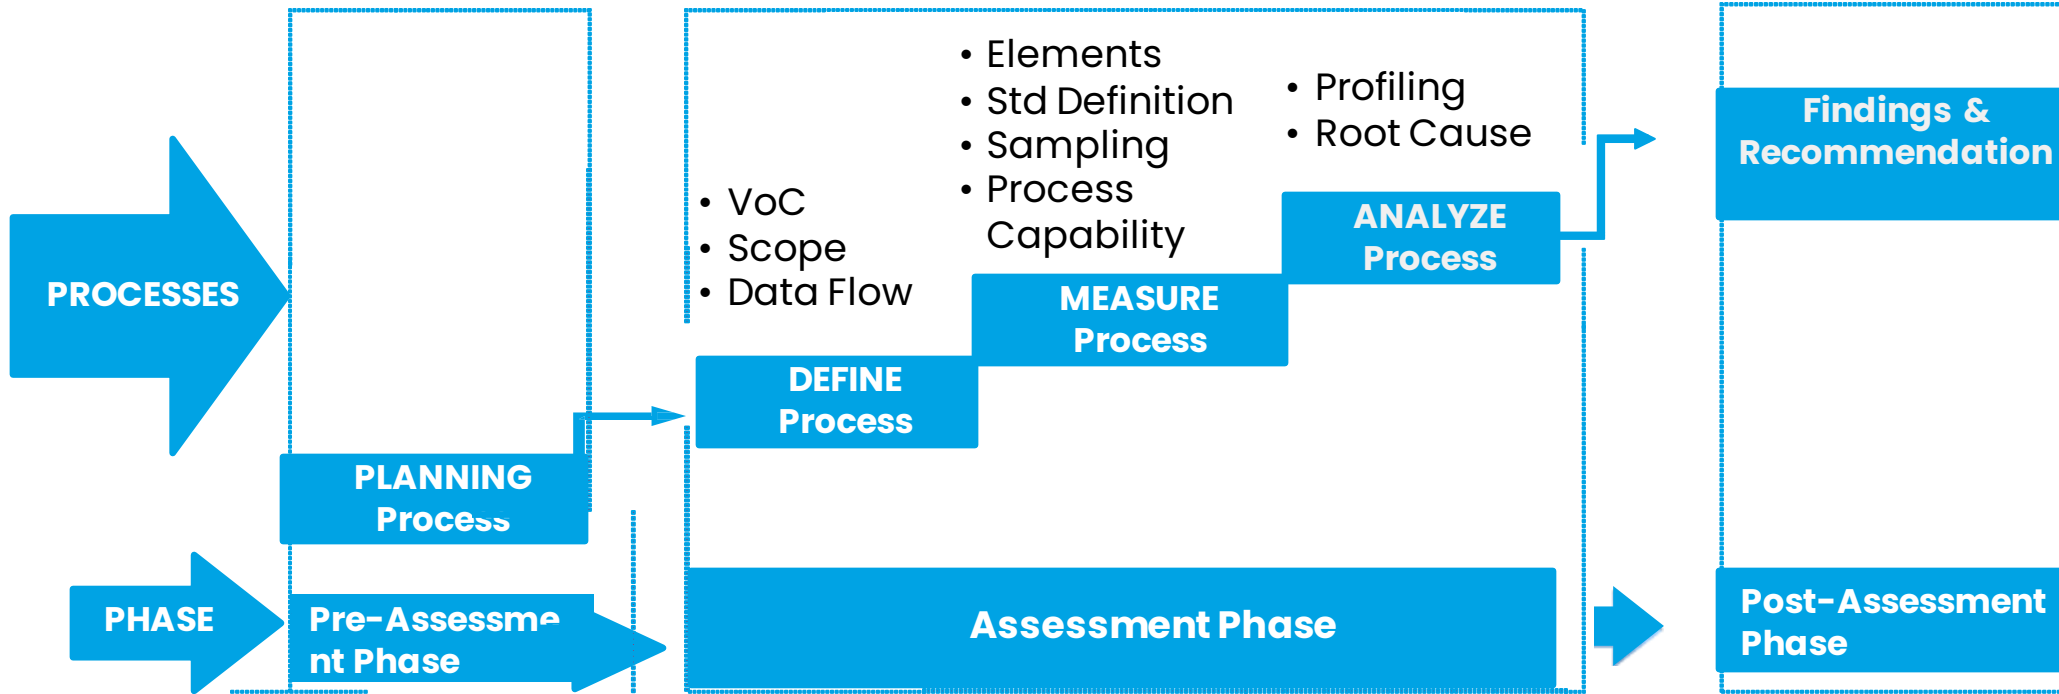 • Elements
• Std Definition
• Sampling
• Process
Capability
• Profiling
• Root Cause
Findings &
Recommendation
• VoC
• Scope
• Data Flow
ANALYZE
Process
PROCESSES
MEASURE
Process
DEFINE
Process
PLANNING
Process
PHASE
Pre-Assessme
nt Phase
Assessment Phase
Post-Assessment
Phase